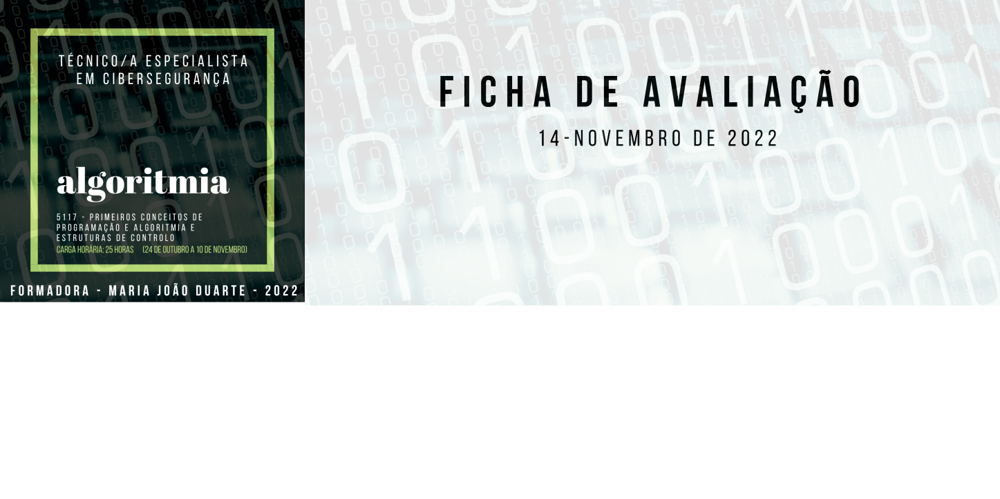 TÉCNICO/A ESPECIALISTA
EM CIBERSEGURANÇA
algoritmia
5117 - PRIMEIROS CONCEITOS DE
PROGRAMAÇÃO E ALGORITMIA E
ESTRUTURAS DE CONTROLO
CARGA HORÁRIA: 25 HORAS (24 DE OUTUBRO A 10 DE NOVEMBRO)
FORMADORA - MARIA JOÃO DUARTE - 2022
FICHA DE AVALIAÇÃO
14-NOVEMBRO DE 2022